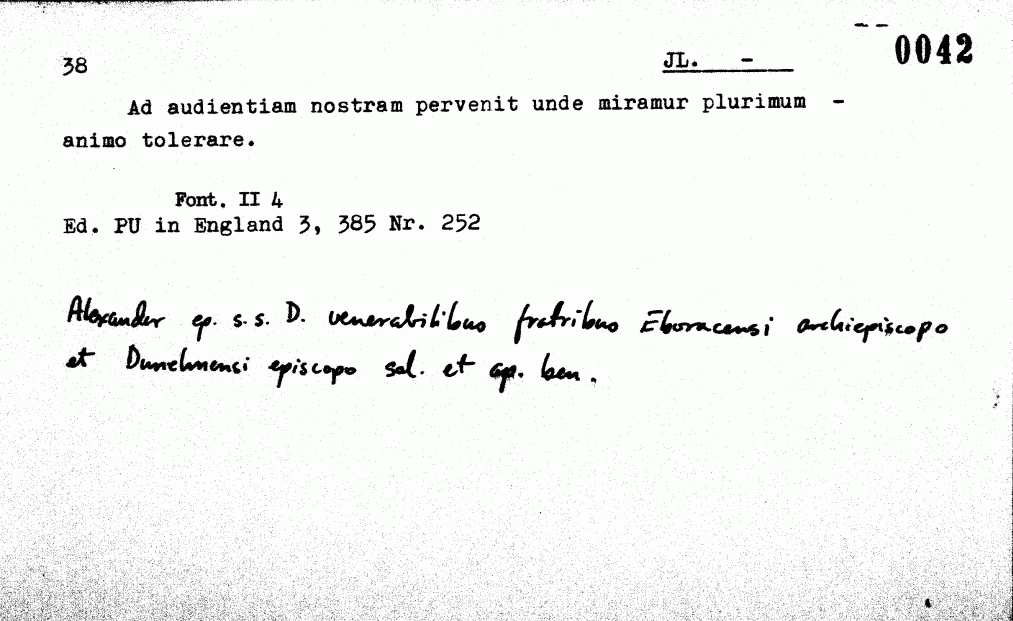 0042
38 JL. -
Ad audientiam nostram pervenit unde miramur plurimum -
animo tolerare.
Font. II 4
Ed. PU in England 3, 385 Nr. 252
Alexander ep. s. s. D. venerabilibus fratribus Eboracensi archiepiscopo
et Dunelmensi episcopo sal. et ap. ben.